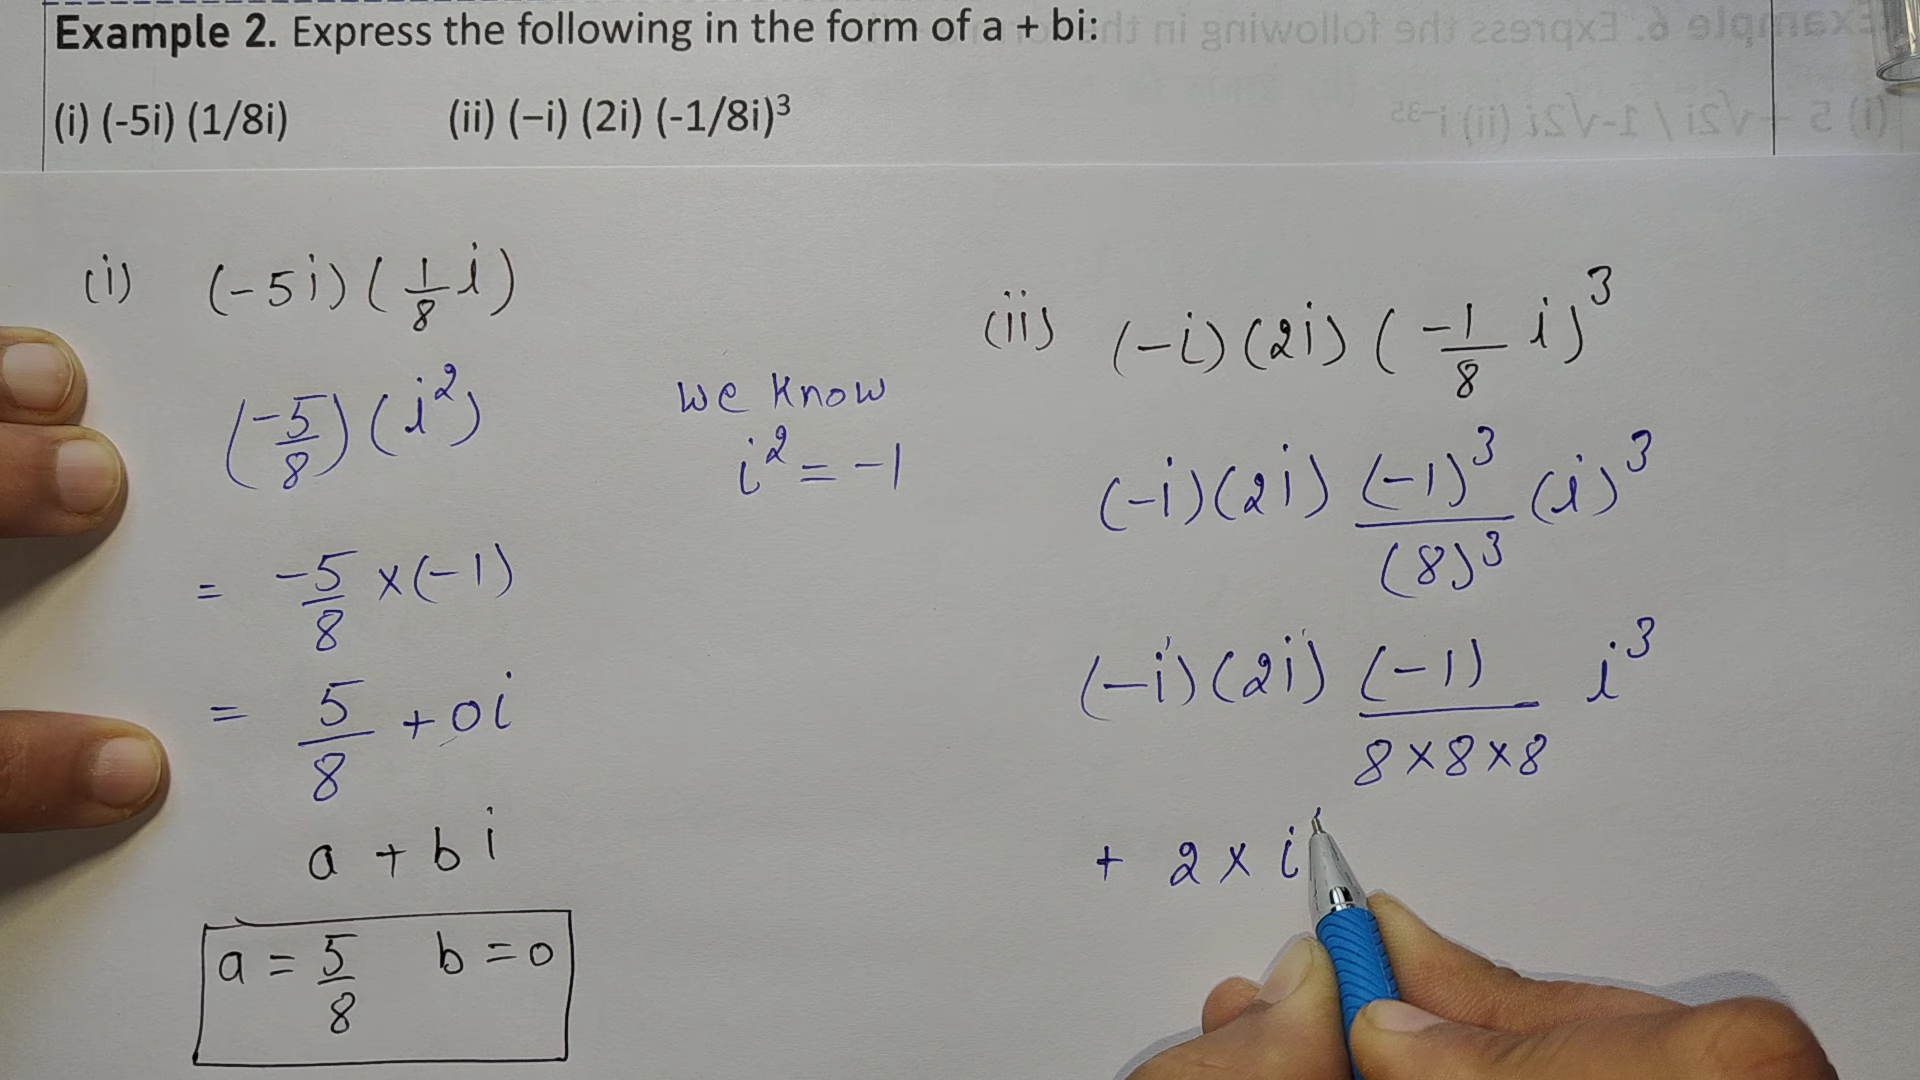 Example 2. Express the following in the form of a + bi:
(i) (-5i) (1/8i) (ii) (−i) (2i) (-1/8i)³
(i) (-5i) (1/8 i)
(-5/8) (i²)
= -5/8 × (-1)
= 5/8 + 0i
a + b i
a = 5/8 b = 0
We Know
i² = -1
(ii) (-i) (2i) (-1/8 i)³
(-i) (2i) (-1)³/(8)³ (i)³
(-i) (2i) (-1)/8×8×8 i³
+ 2 × i